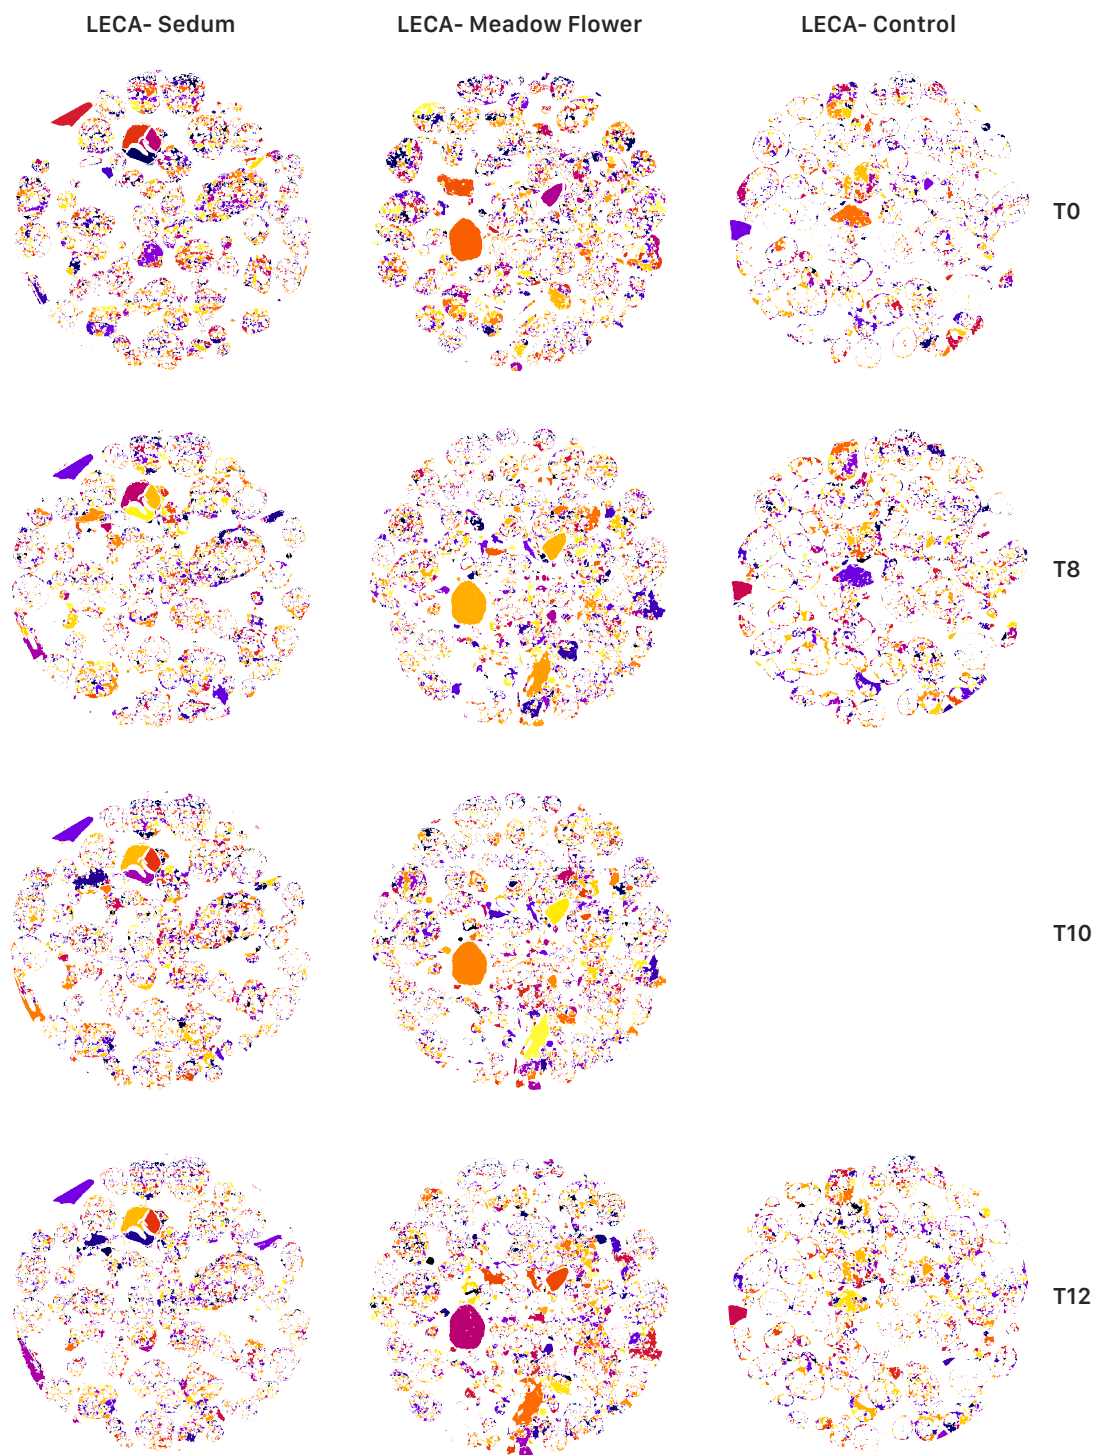 LECA- Sedum
LECA- Meadow Flower
LECA- Control
T0
T8
T10
T12